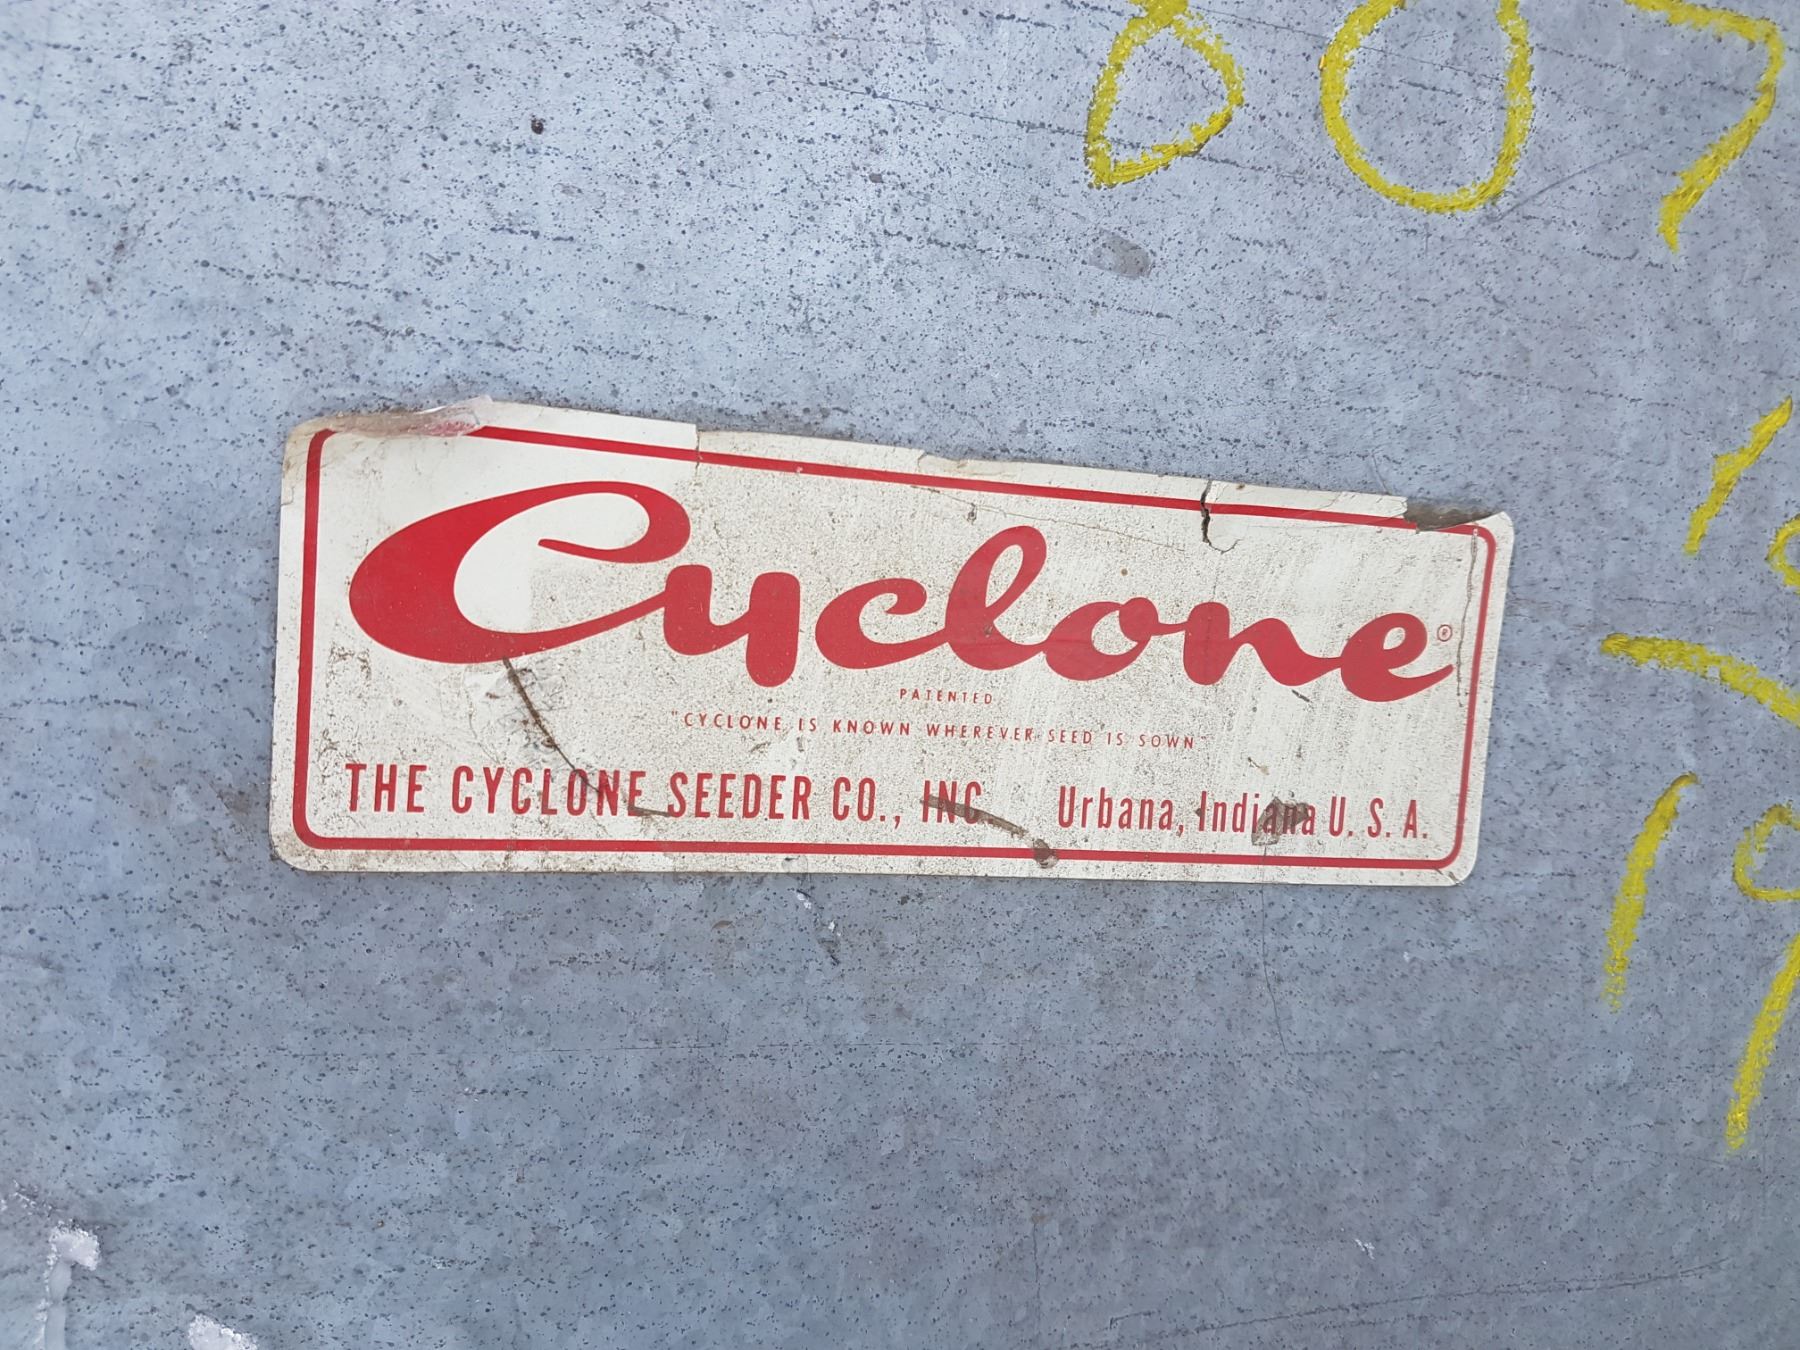 Cyclone®
PATENTED
"CYCLONE IS KNOWN WHEREVER SEED IS SOWN"
THE CYCLONE SEEDER CO., INC. Urbana, Indiana U. S. A.